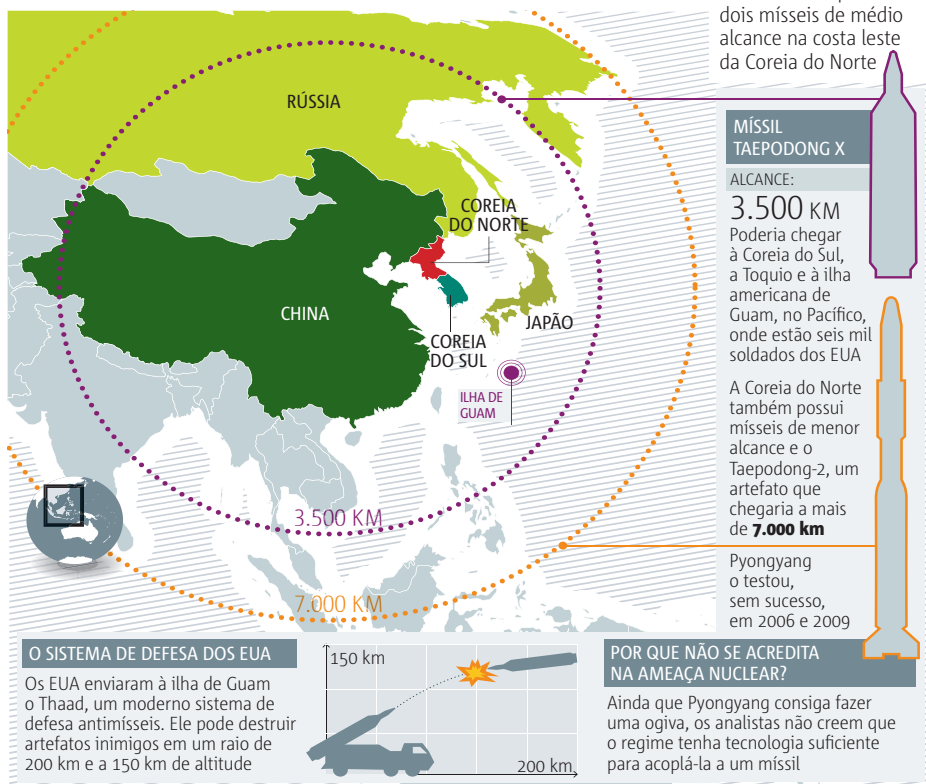 dois mísseis de médio
alcance na costa leste
da Coreia do Norte
RÚSSIA
COREIA
DO NORTE
CHINA
COREIA
DO SUL
JAPÃO
ILHA DE
GUAM
3.500 KM
7.000 KM
MÍSSIL
TAEPODONG X
ALCANCE:
3.500 KM
Poderia chegar
à Coreia do Sul,
a Toquio e à ilha
americana de
Guam, no Pacífico,
onde estão seis mil
soldados dos EUA
A Coreia do Norte
também possui
mísseis de menor
alcance e o
Taepodong-2, um
artefato que
chegaria a mais
de 7.000 km
Pyongyang
o testou,
sem sucesso,
em 2006 e 2009
O SISTEMA DE DEFESA DOS EUA
Os EUA enviaram à ilha de Guam
o Thaad, um moderno sistema de
defesa antimísseis. Ele pode destruir
artefatos inimigos em um raio de
200 km e a 150 km de altitude
150 km
200 km
POR QUE NÃO SE ACREDITA
NA AMEAÇA NUCLEAR?
Ainda que Pyongyang consiga fazer
uma ogiva, os analistas não creem que
o regime tenha tecnologia suficiente
para acoplá-la a um míssil